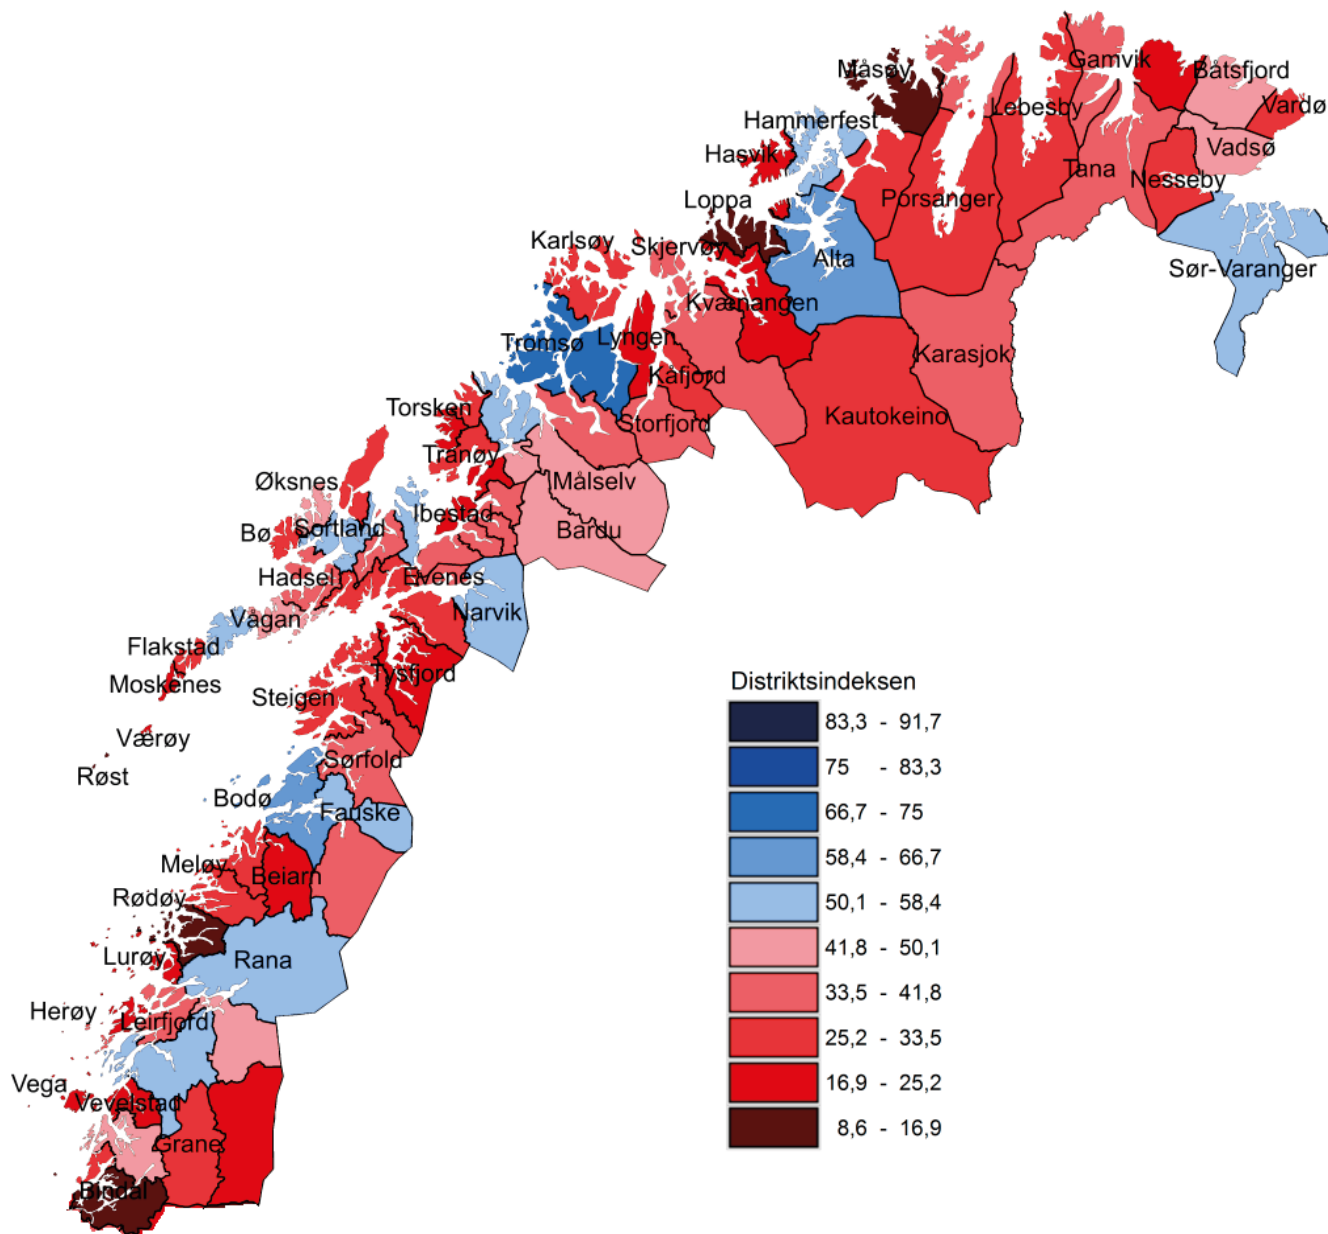 Gamvik
Måsøy
Båtsfjord
Lebesby
Vardø
Hammerfest
Vadsø
Hasvik
Tana
Nesseby
Porsanger
Loppa
Karlsøy
Skjervøy
Alta
Sør-Varanger
Kvænangen
Lyngen
Tromsø
Karasjok
Kåfjord
Torsken
Kautokeino
Storfjord
Tranøy
Øksnes
Målselv
Ibestad
Sortland
Bø
Bardu
Hadsel
Evenes
Narvik
Vågan
Flakstad
Tysfjord
Moskenes
Steigen
Distriktsindeksen
83,3 - 91,7
Værøy
Sørfold
75 - 83,3
Røst
Bodø
66,7 - 75
Fauske
58,4 - 66,7
Meløy
Beiarn
Rødøy
50,1 - 58,4
Lurøy
Rana
41,8 - 50,1
33,5 - 41,8
Herøy
Leirfjord
25,2 - 33,5
Vega
16,9 - 25,2
Vevelstad
8,6 - 16,9
Grane
Bindal